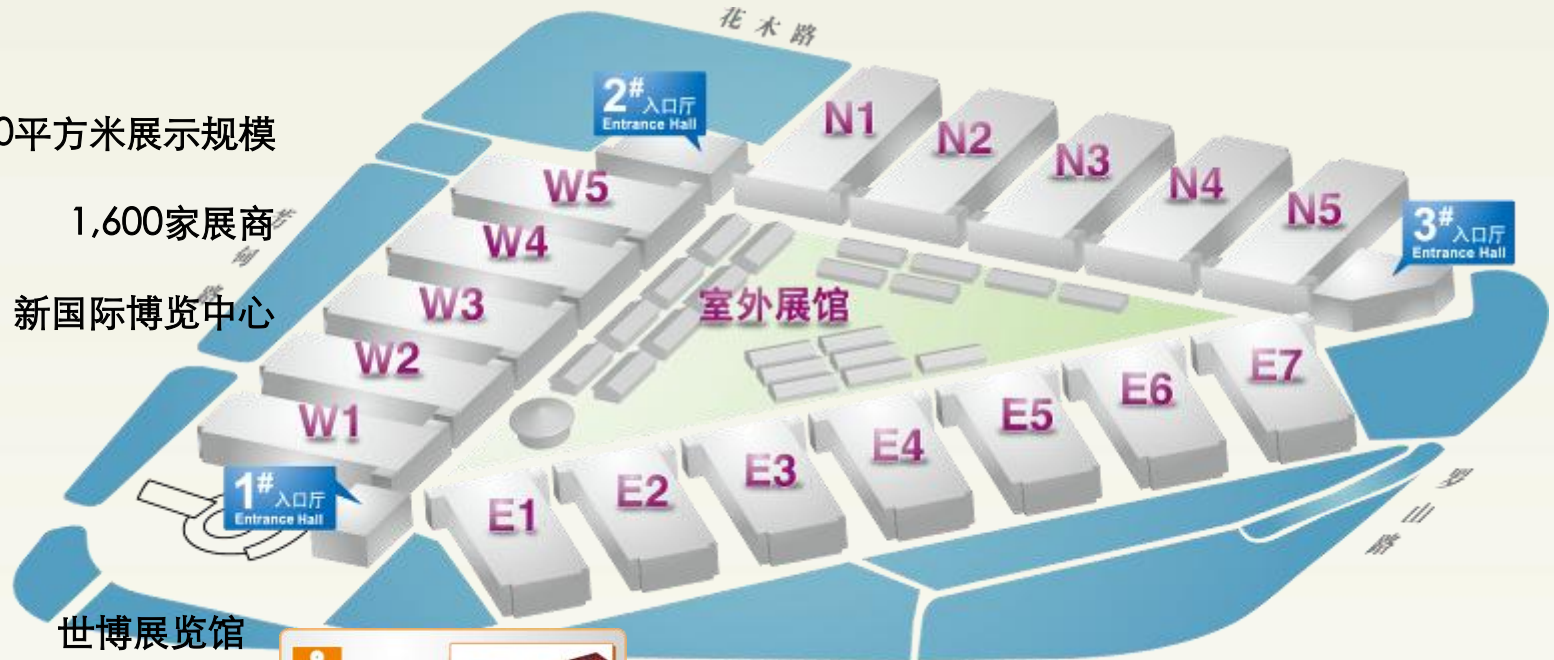 花木路
2#入口厅
Entrance Hall
N1
N2
N3
N4
N5
0平方米展示规模
W5
3#入口厅
Entrance Hall
1,600家展商
芳甸路
W4
室外展馆
新国际博览中心
W3
W2
E7
E6
W1
E5
E4
E3
E2
E1
1#入口厅
Entrance Hall
罗山路
世博展览馆